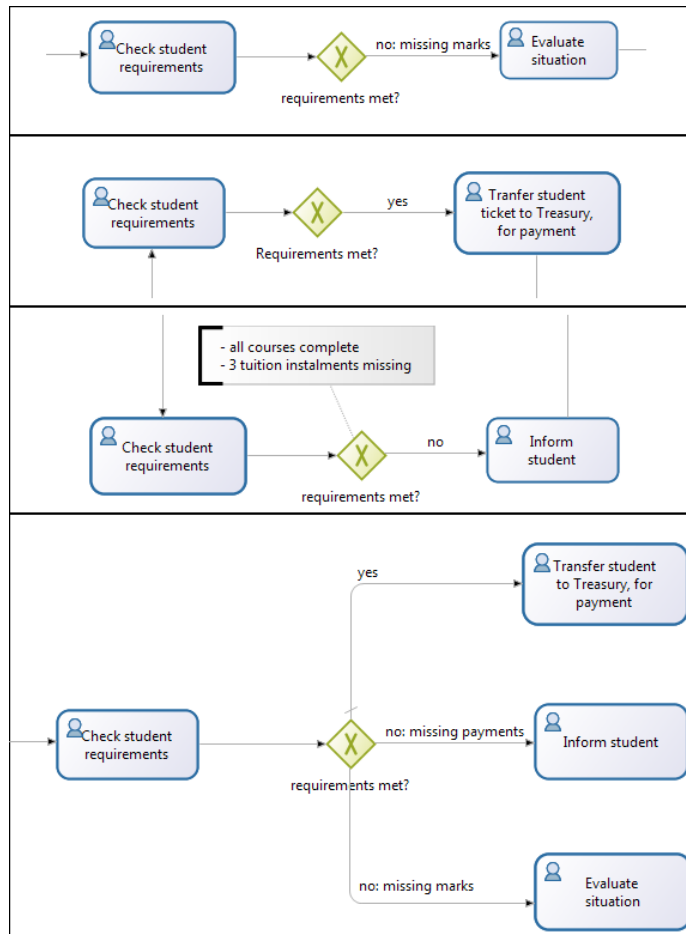 Check student
requirements
no: missing marks
Evaluate
situation
requirements met?
Check student
requirements
yes
Tranfer student
ticket to Treasury,
for payment
Requirements met?
- all courses complete
- 3 tuition instalments missing
Check student
requirements
no
Inform
student
requirements met?
yes
Transfer student
to Treasury, for
payment
Check student
requirements
no: missing payments
Inform student
requirements met?
no: missing marks
Evaluate
situation